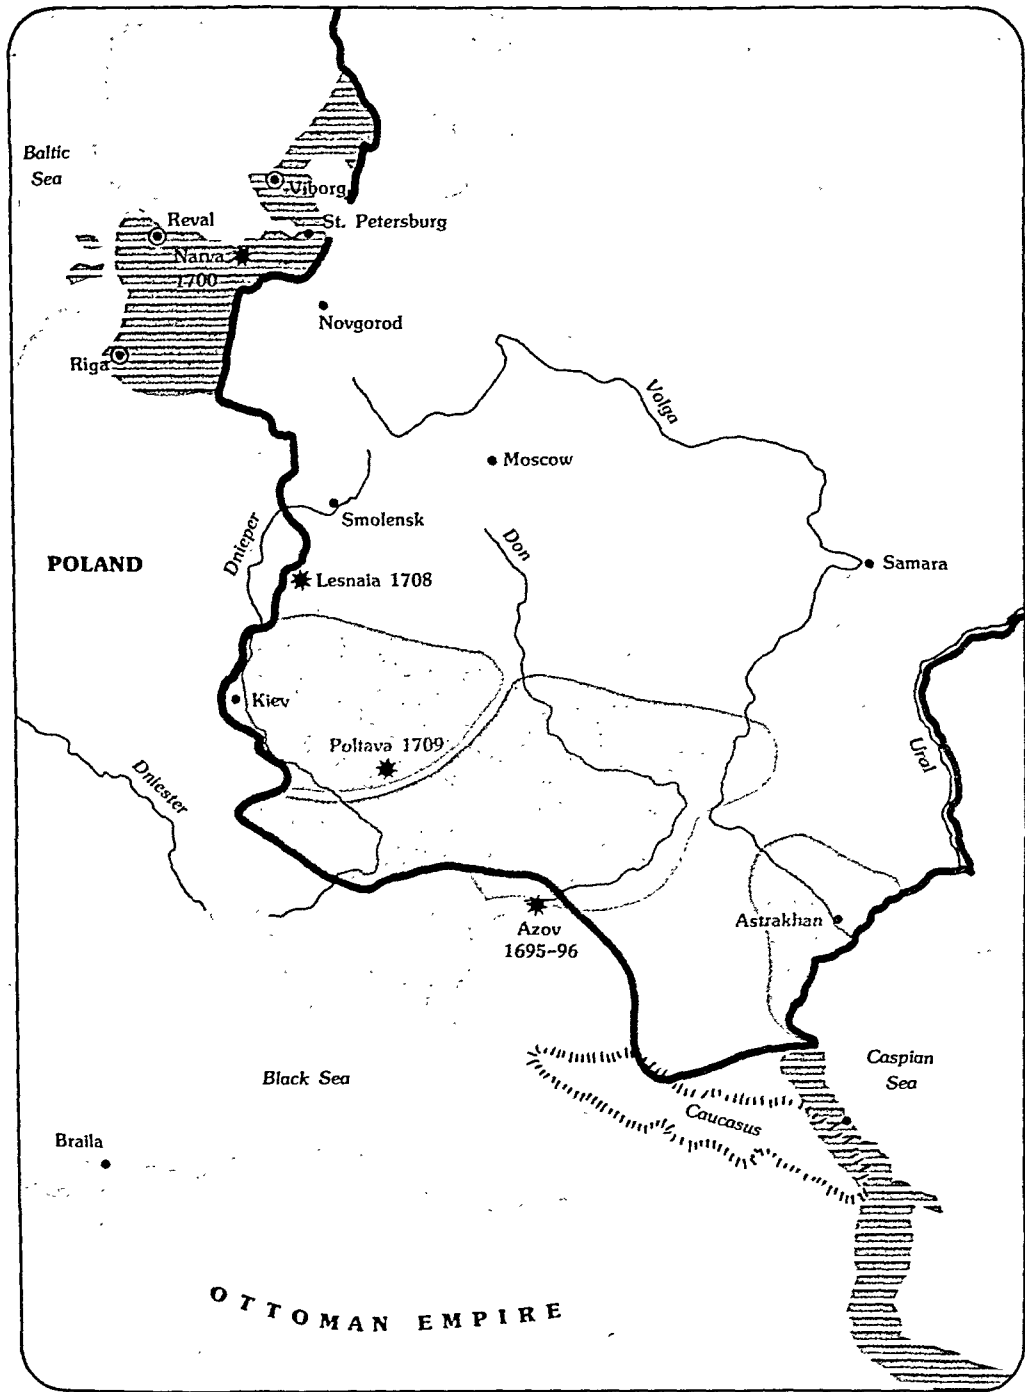 Baltic
Sea
Viborg
Reval
St. Petersburg
Narva
1700
Novgorod
Riga
Volga
Moscow
Smolensk
Dnieper
Don
POLAND
Lesnaia 1708
Samara
Kiev
Poltava 1709
Ural
Dniester
Astrakhan
Azov
1695-96
Caspian
Sea
Black Sea
Caucasus
Braila
OTTOMAN EMPIRE